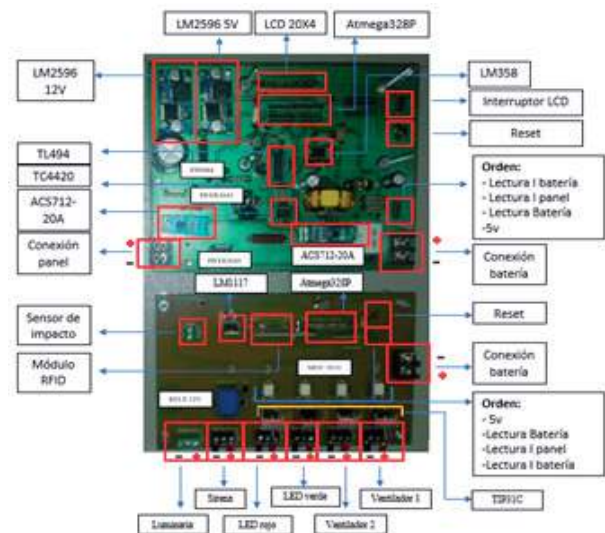 LM2596 5V
LCD 20X4
Atmega328P
LM2596
12V
LM358
Interruptor LCD
Reset
TL494
TC4420
ACS712-
20A
Conexión
panel
Orden:
- Lectura I batería
- Lectura I panel
- Lectura Batería
-5v
ACS712-20A
Conexión
batería
LM1117
Atmega328P
Sensor de
impacto
Módulo
RFID
Reset
Conexión
batería
Orden:
- 5v
-Lectura Batería
-Lectura I panel
-Lectura I batería
TIP31C
Sirena
LED verde
Ventilador 1
Luminaria
LED rojo
Ventilador 2